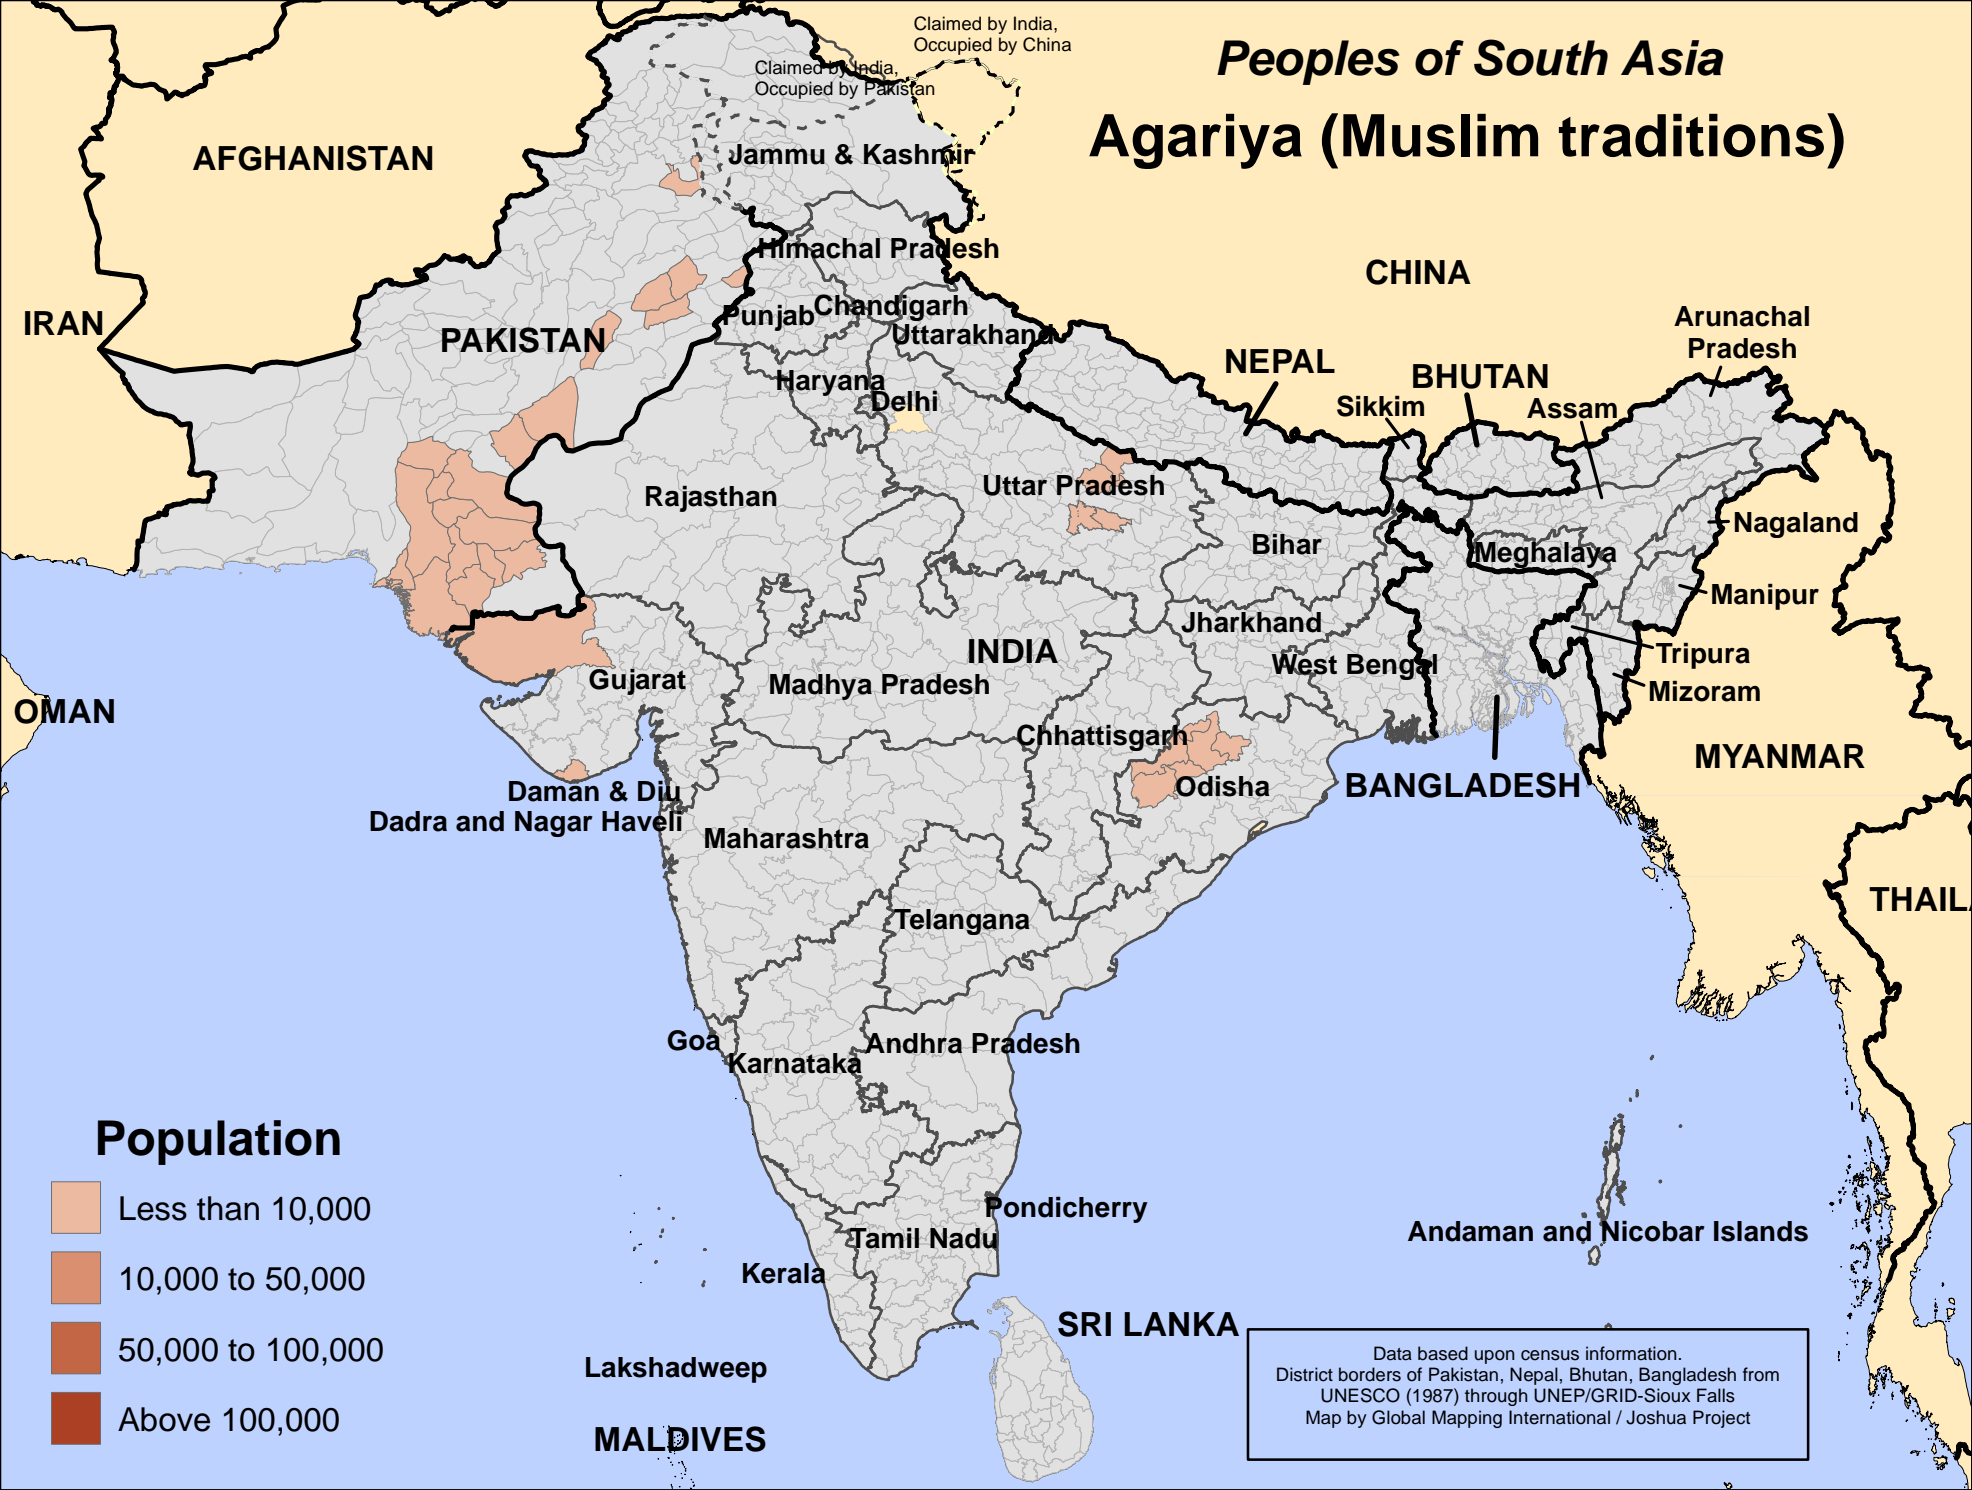 Claimed by India,
Occupied by China
Peoples of South Asia
Claimed by India,
Occupied by Pakistan
Agariya (Muslim traditions)
AFGHANISTAN
Jammu & Kashmir
Himachal Pradesh
CHINA
IRAN
PAKISTAN
Punjab
Chandigarh
Uttarakhand
Arunachal
Pradesh
NEPAL
BHUTAN
Haryana
Delhi
Sikkim
Assam
Rajasthan
Uttar Pradesh
Bihar
Nagaland
Meghalaya
Manipur
Jharkhand
INDIA
Tripura
West Bengal
Gujarat
Madhya Pradesh
Mizoram
OMAN
Chhattisgarh
MYANMAR
Odisha
BANGLADESH
Daman & Diu
Dadra and Nagar Haveli
Maharashtra
Telangana
THAILA
Goa
Karnataka
Andhra Pradesh
Population
Less than 10,000
10,000 to 50,000
50,000 to 100,000
Above 100,000
Pondicherry
Tamil Nadu
Kerala
Andaman and Nicobar Islands
SRI LANKA
Lakshadweep
MALDIVES
Data based upon census information.
District borders of Pakistan, Nepal, Bhutan, Bangladesh from
UNESCO (1987) through UNEP/GRID-Sioux Falls
Map by Global Mapping International / Joshua Project